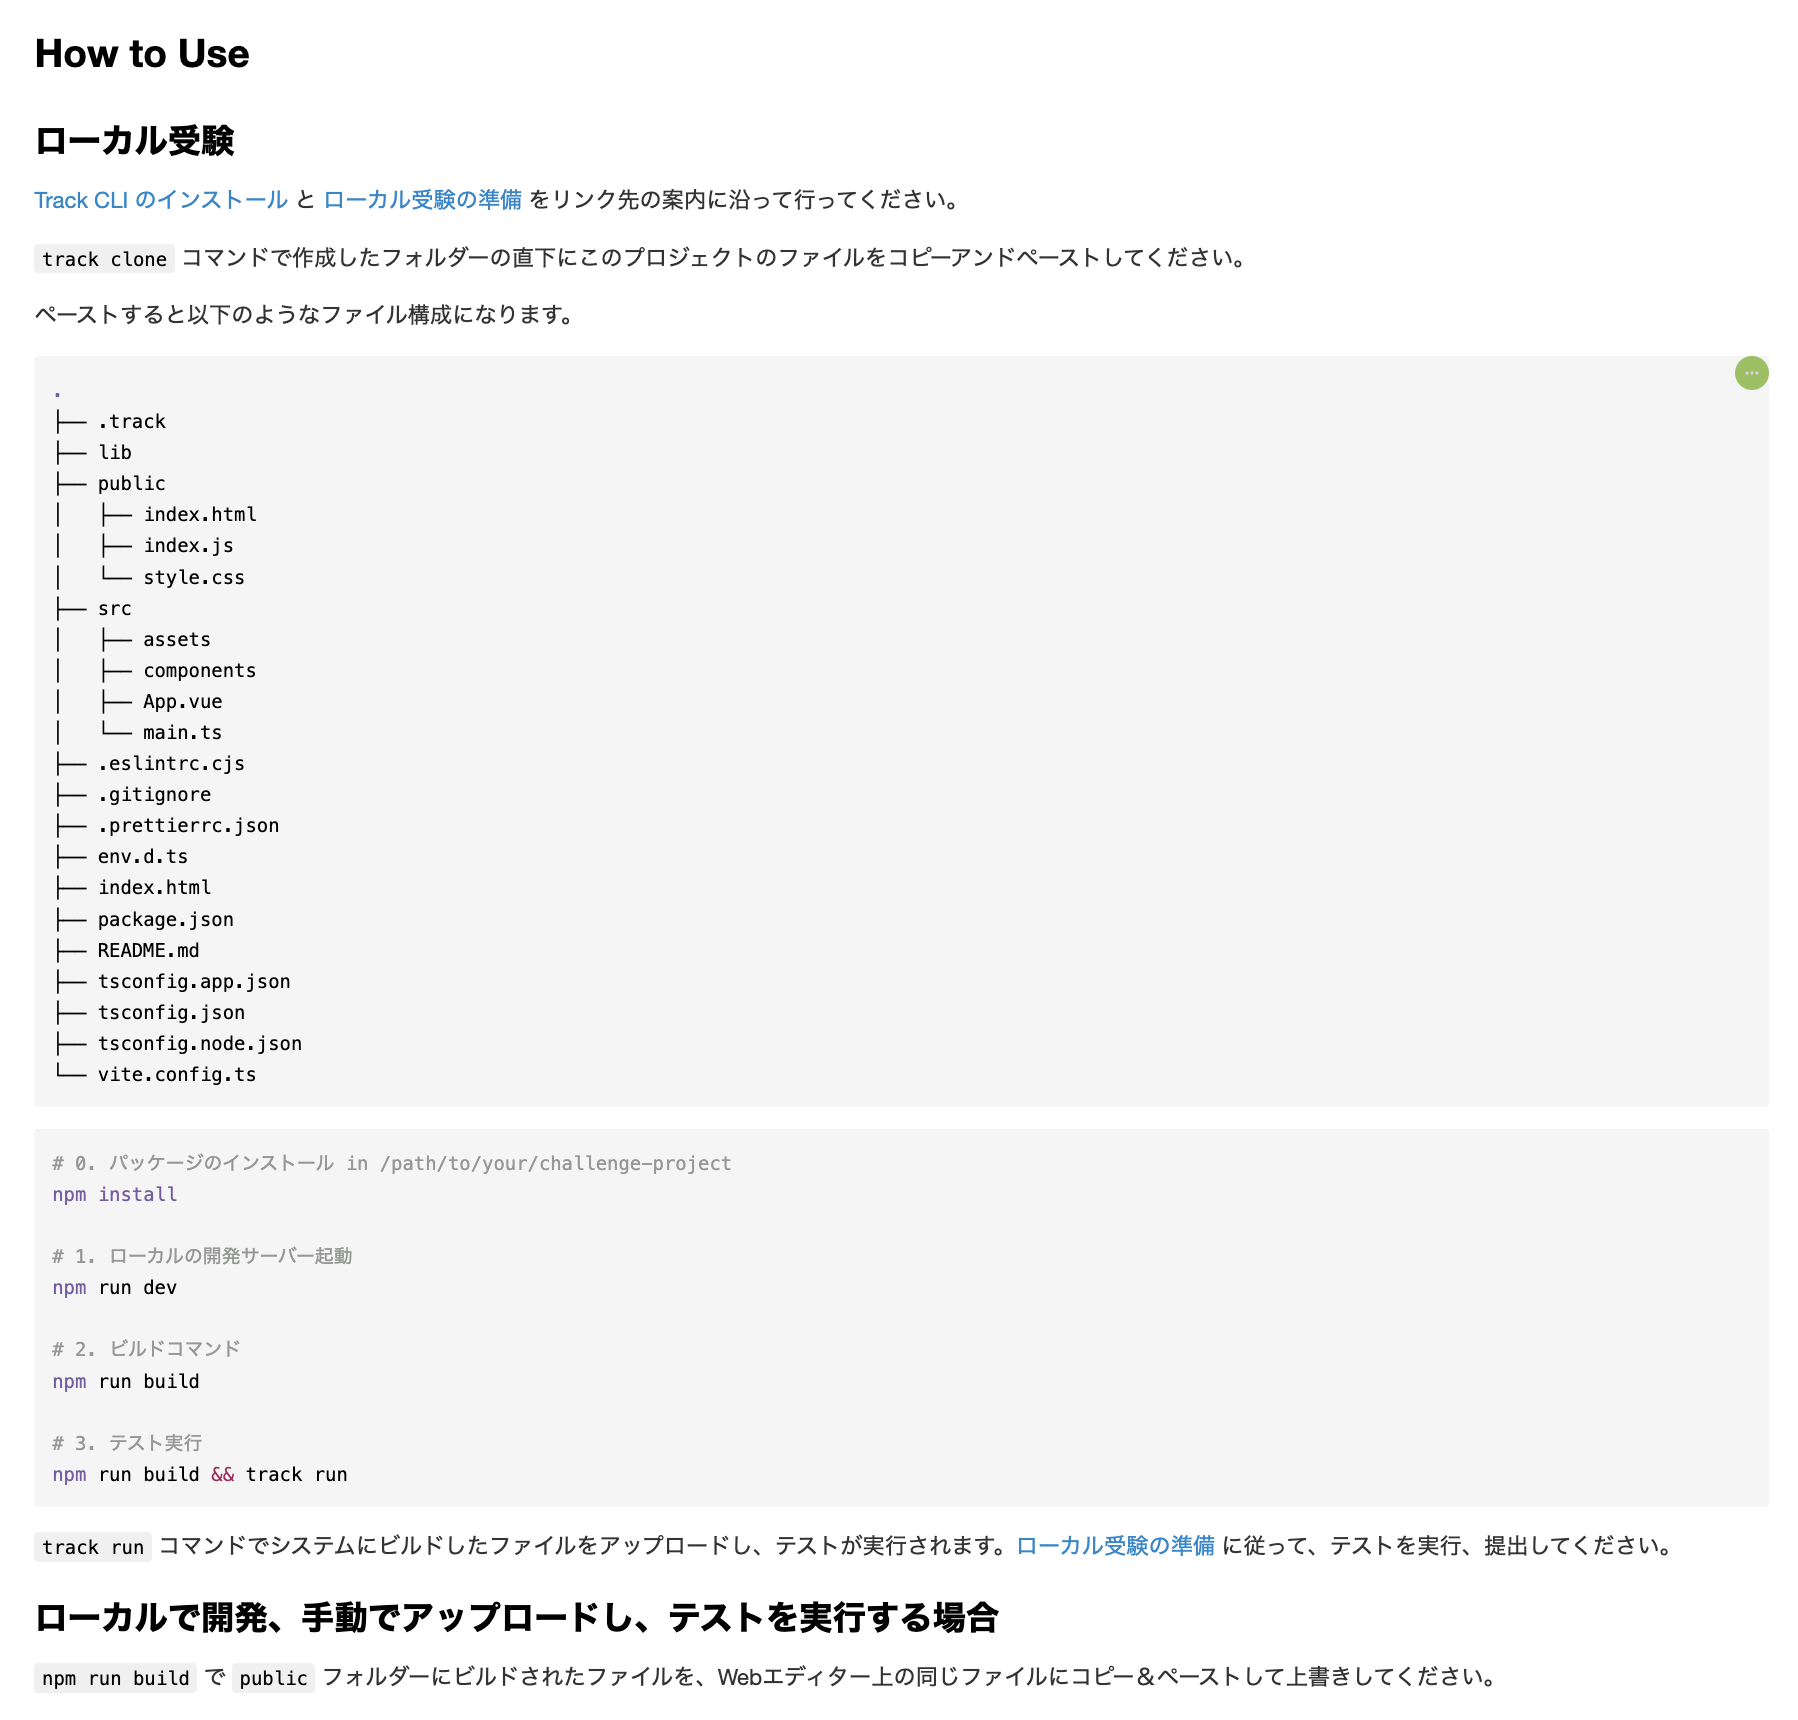 How to Use
ローカル受験
Track CLI のインストール と ローカル受験の準備 をリンク先の案内に沿って行ってください。
track clone コマンドで作成したフォルダーの直下にこのプロジェクトのファイルをコピーアンドペーストしてください。
ペーストすると以下のようなファイル構成になります。
.
├── .track
├── lib
├── public
│   ├── index.html
│   ├── index.js
│   └── style.css
├── src
│   ├── assets
│   ├── components
│   ├── App.vue
│   └── main.ts
├── .eslintrc.cjs
├── .gitignore
├── .prettierrc.json
├── env.d.ts
├── index.html
├── package.json
├── README.md
├── tsconfig.app.json
├── tsconfig.json
├── tsconfig.node.json
└── vite.config.ts
# 0. パッケージのインストール in /path/to/your/challenge-project
npm install
# 1. ローカルの開発サーバー起動
npm run dev
# 2. ビルドコマンド
npm run build
# 3. テスト実行
npm run build && track run
track run コマンドでシステムにビルドしたファイルをアップロードし、テストが実行されます。ローカル受験の準備 に従って、テストを実行、提出してください。
ローカルで開発、手動でアップロードし、テストを実行する場合
npm run build で public フォルダーにビルドされたファイルを、Webエディター上の同じファイルにコピー＆ペーストして上書きしてください。